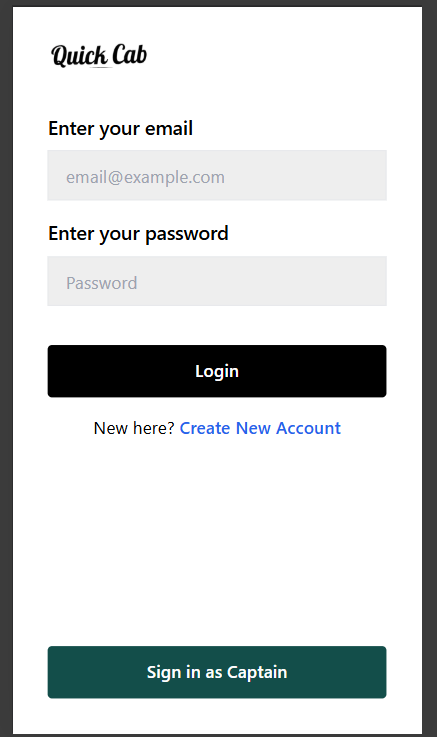 Quick Cab
Enter your email
email@example.com
Enter your password
Password
Login
New here? Create New Account
Sign in as Captain